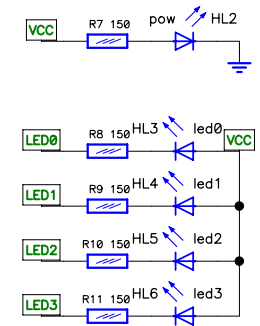 VCC R7 150 pow HL2
LED0 R8 150 HL3 led0 VCC
LED1 R9 150 HL4 led1
LED2 R10 150 HL5 led2
LED3 R11 150 HL6 led3